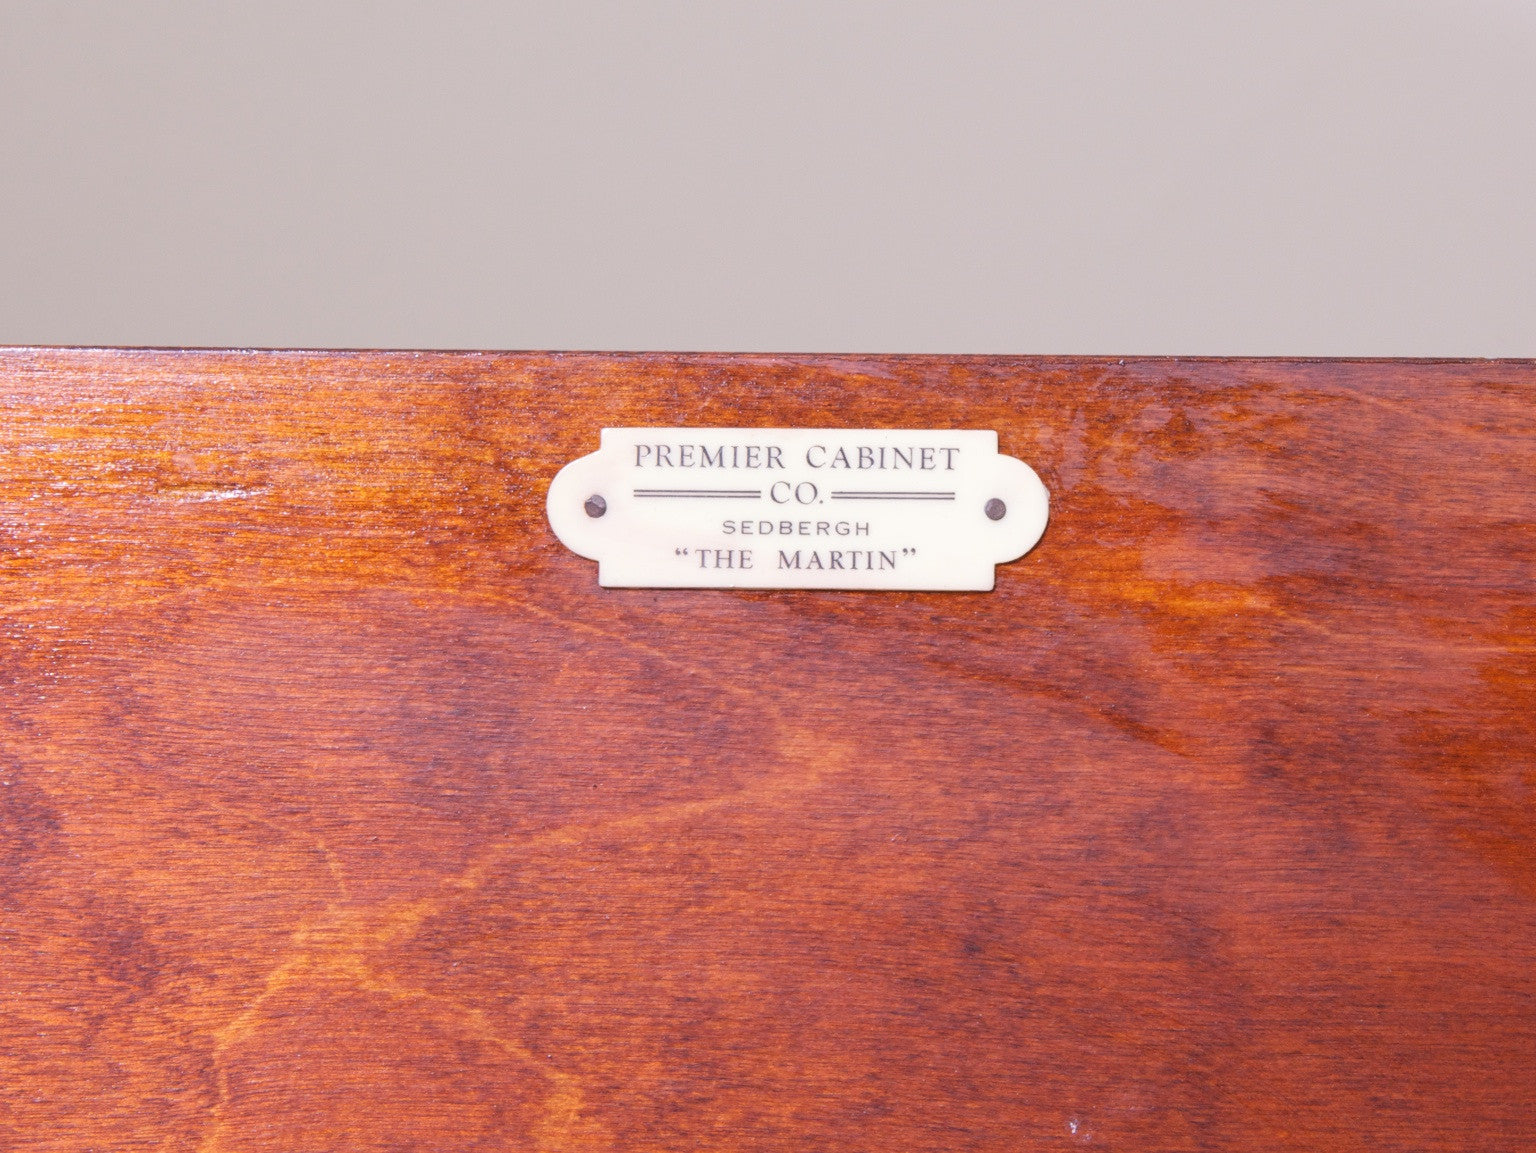 PREMIER CABINET
CO.
SEDBERGH
“THE MARTIN”